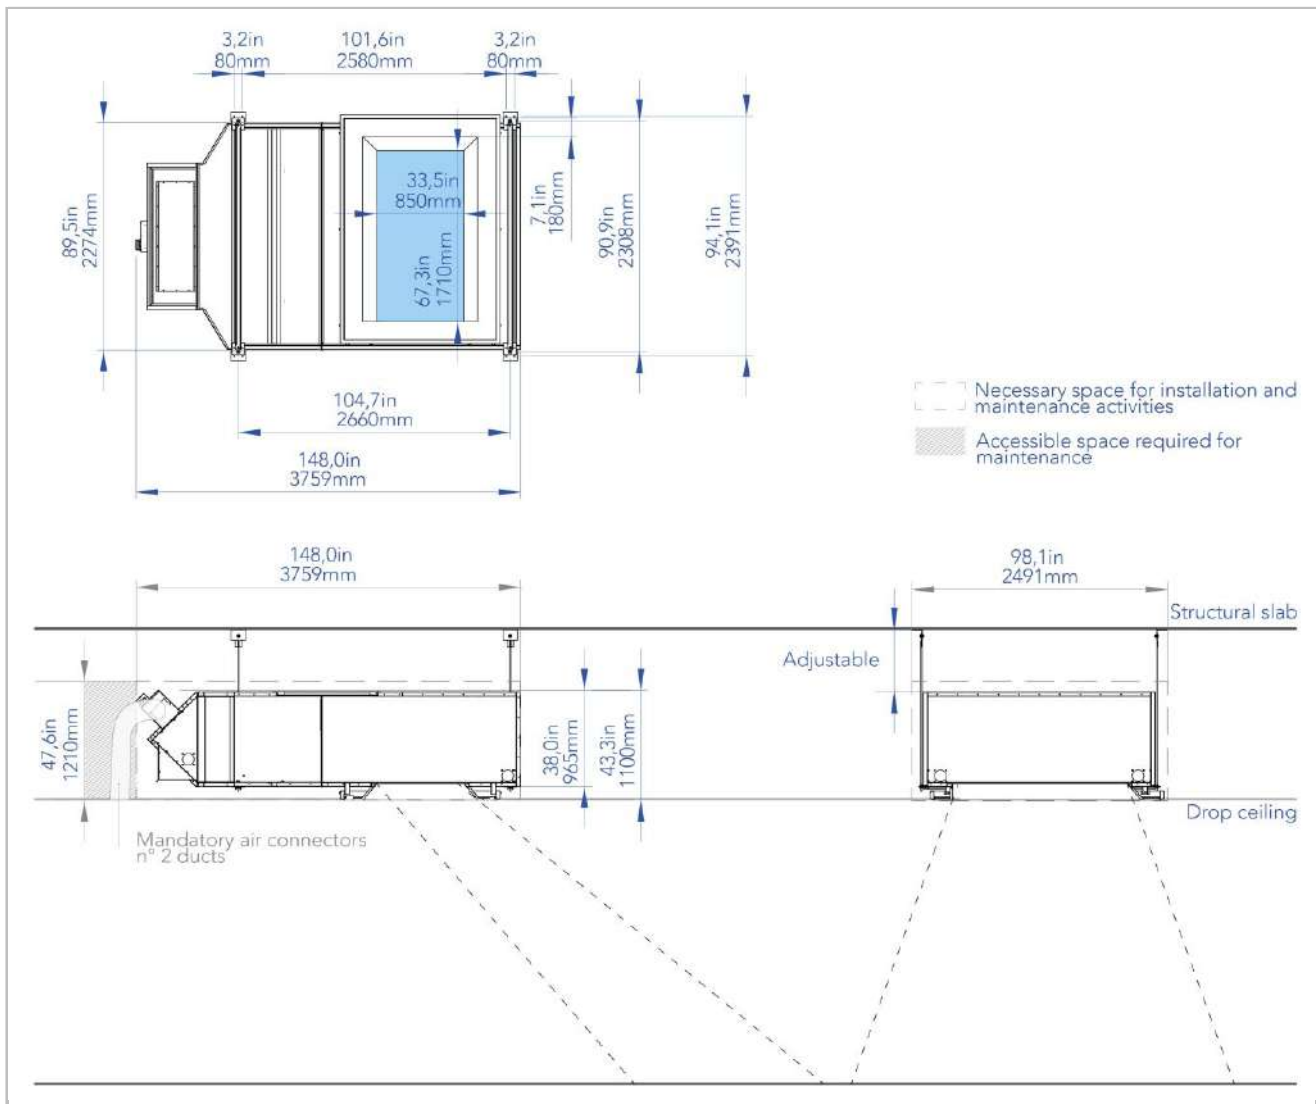 3,2in
80mm
101,6in
2580mm
3,2in
80mm
89,5in
2274mm
33,5in
850mm
67,3in
1710mm
7,1in
180mm
90,9in
2308mm
94,1in
2391mm
104,7in
2660mm
148,0in
3759mm
Necessary space for installation and
maintenance activities
Accessible space required for
maintenance
148,0in
3759mm
98,1in
2491mm
Structural slab
Adjustable
47,6in
1210mm
38,0in
965mm
43,3in
1100mm
Drop ceiling
Mandatory air connectors
n° 2 ducts